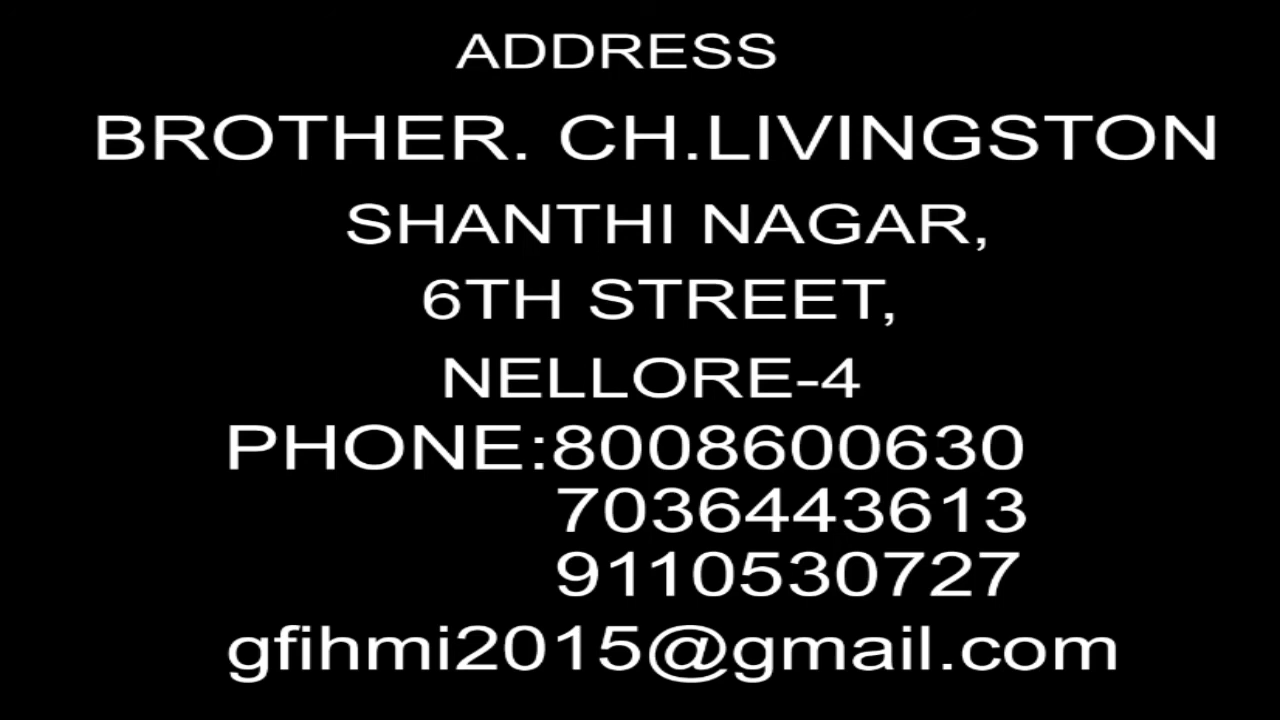 ADDRESS
BROTHER. CH.LIVINGSTON
SHANTHI NAGAR,
6TH STREET,
NELLORE-4
PHONE:8008600630
7036443613
9110530727
gfihmi2015@gmail.com